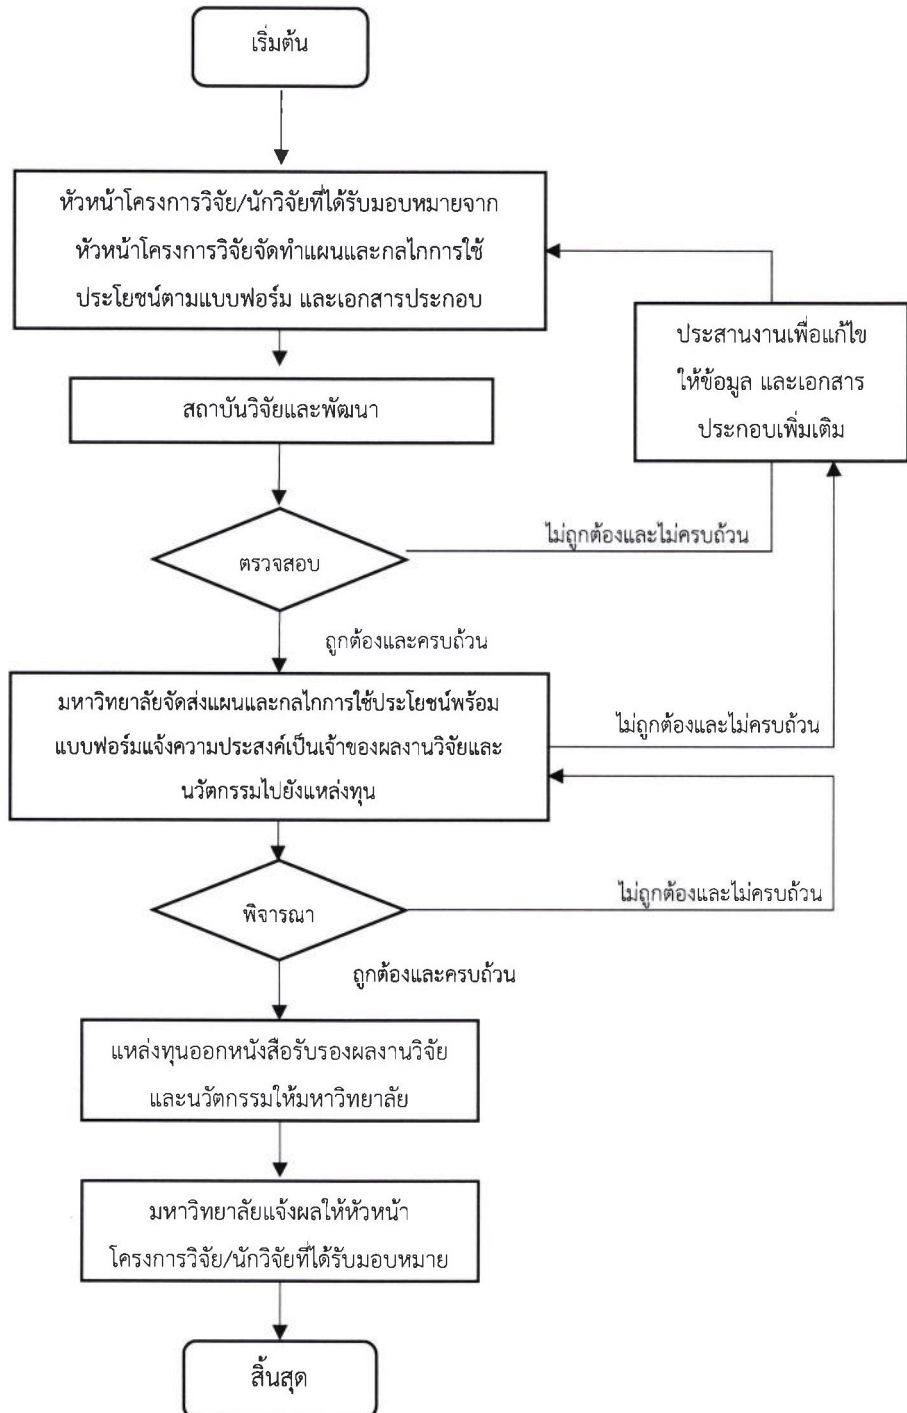 เริ่มต้น
หัวหน้าโครงการวิจัย/นักวิจัยที่ได้รับมอบหมายจาก
หัวหน้าโครงการวิจัยจัดทำแผนและกลไกการใช้
ประโยชน์ตามแบบฟอร์ม และเอกสารประกอบ
ประสานงานเพื่อแก้ไข
ให้ข้อมูล และเอกสาร
ประกอบเพิ่มเติม
สถาบันวิจัยและพัฒนา
ไม่ถูกต้องและไม่ครบถ้วน
ตรวจสอบ
ถูกต้องและครบถ้วน
มหาวิทยาลัยจัดส่งแผนและกลไกการใช้ประโยชน์พร้อม
แบบฟอร์มแจ้งความประสงค์เป็นเจ้าของผลงานวิจัยและ
นวัตกรรมไปยังแหล่งทุน
ไม่ถูกต้องและไม่ครบถ้วน
ไม่ถูกต้องและไม่ครบถ้วน
พิจารณา
ถูกต้องและครบถ้วน
แหล่งทุนออกหนังสือรับรองผลงานวิจัย
และนวัตกรรมให้มหาวิทยาลัย
มหาวิทยาลัยแจ้งผลให้หัวหน้า
โครงการวิจัย/นักวิจัยที่ได้รับมอบหมาย
สิ้นสุด